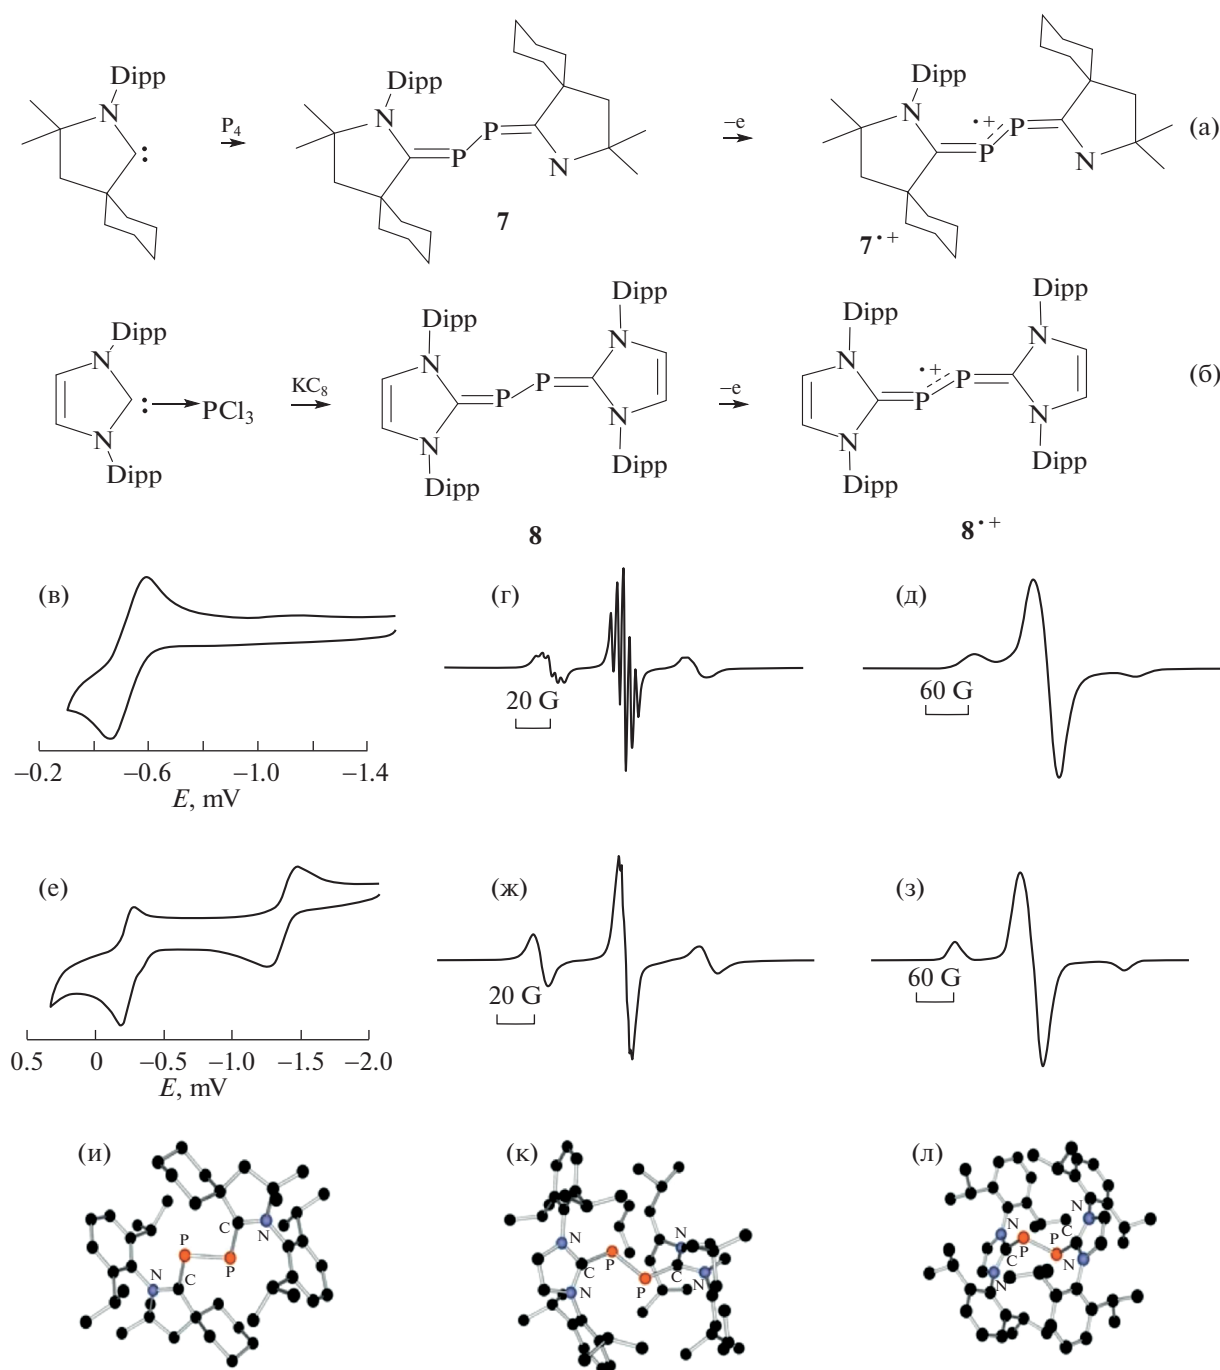 Dipp
N
:
P₄
Dipp
N
P
P
N
7
−e
Dipp
N
•+
P
P
N
7•+
(а)
Dipp
N
:
N
PCl₃
Dipp
KC₈
Dipp
N
N
Dipp
P
P
Dipp
N
N
Dipp
8
−e
Dipp
N
N
Dipp
•+
P
P
Dipp
N
N
Dipp
8•+
(б)
(в)
−0.2 −0.6 −1.0 −1.4
E, mV
(г)
20 G
(д)
60 G
(е)
0.5 0 −0.5 −1.0 −1.5 −2.0
E, mV
(ж)
20 G
(з)
60 G
(и)
C
N
P
P
N
C
(к)
N
C
P
N
P
C
N
N
(л)
N
N
C
P
P
C
N
N